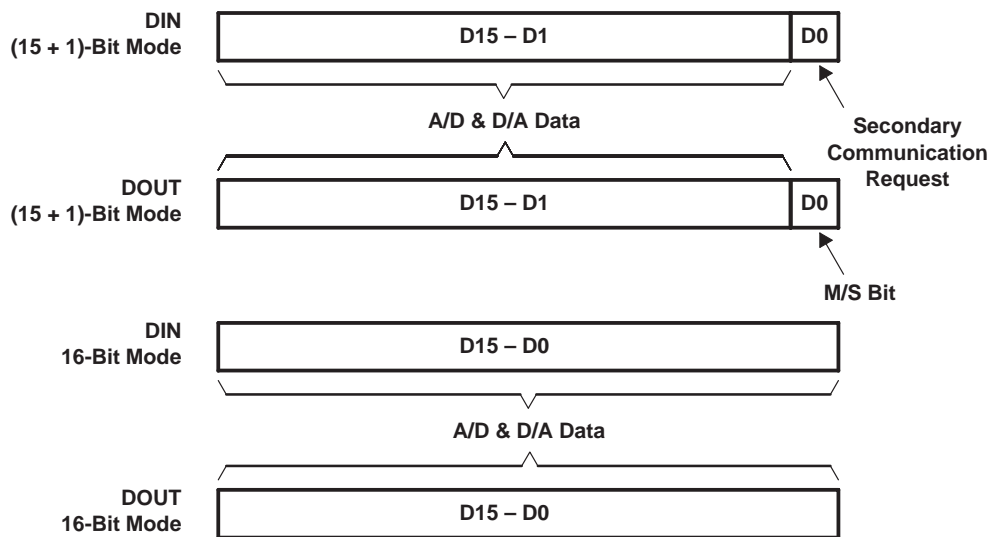 DIN
(15 + 1)-Bit Mode
D15 – D1
D0
A/D & D/A Data
Secondary
Communication
Request
DOUT
(15 + 1)-Bit Mode
D15 – D1
D0
M/S Bit
DIN
16-Bit Mode
D15 – D0
A/D & D/A Data
DOUT
16-Bit Mode
D15 – D0